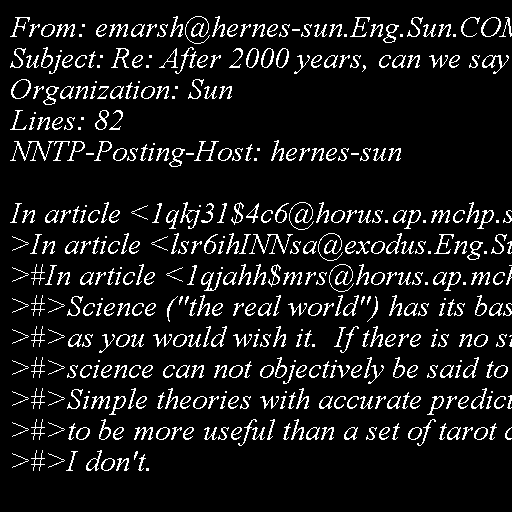 From: emarsh@hernes-sun.Eng.Sun.COM
Subject: Re: After 2000 years, can we say
Organization: Sun
Lines: 82
NNTP-Posting-Host: hernes-sun

In article <1qkj31$4c6@horus.ap.mchp.s
>In article <lsr6ihINNsa@exodus.Eng.Su
>#In article <1qjahh$mrs@horus.ap.mch
>#>Science ("the real world") has its bas
>#>as you would wish it.  If there is no su
>#>science can not objectively be said to
>#>Simple theories with accurate predict
>#>to be more useful than a set of tarot c
>#>I don't.